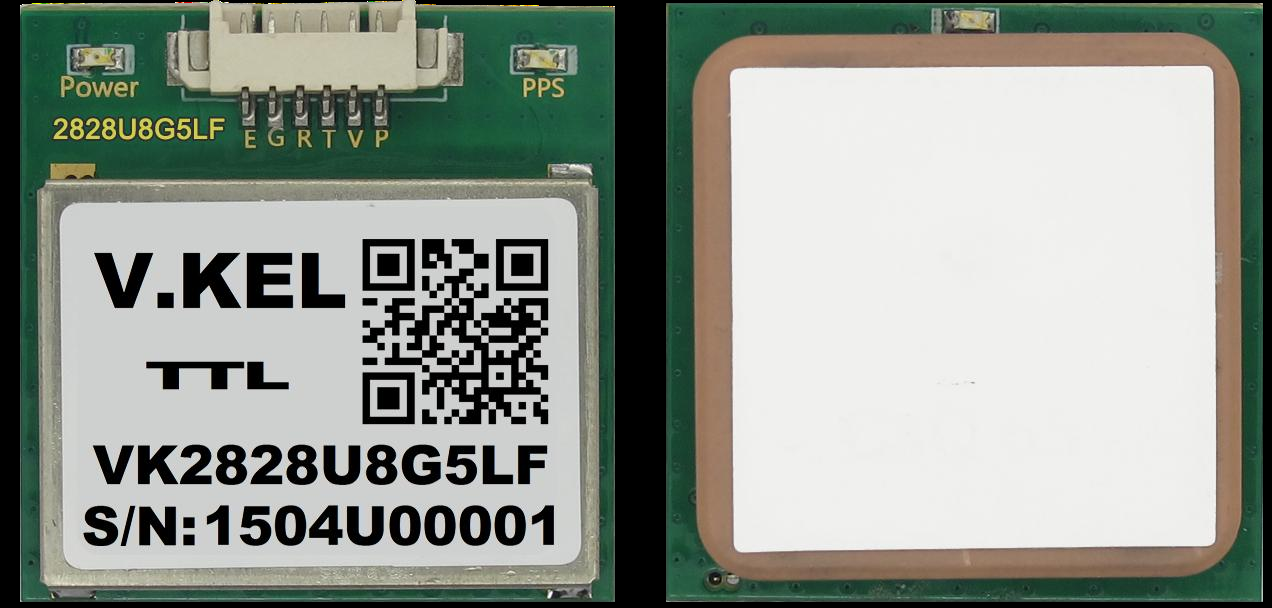 Power
PPS
2828U8G5LF
E G R T V P
V.KEL
TTL
VK2828U8G5LF
S/N:1504U00001